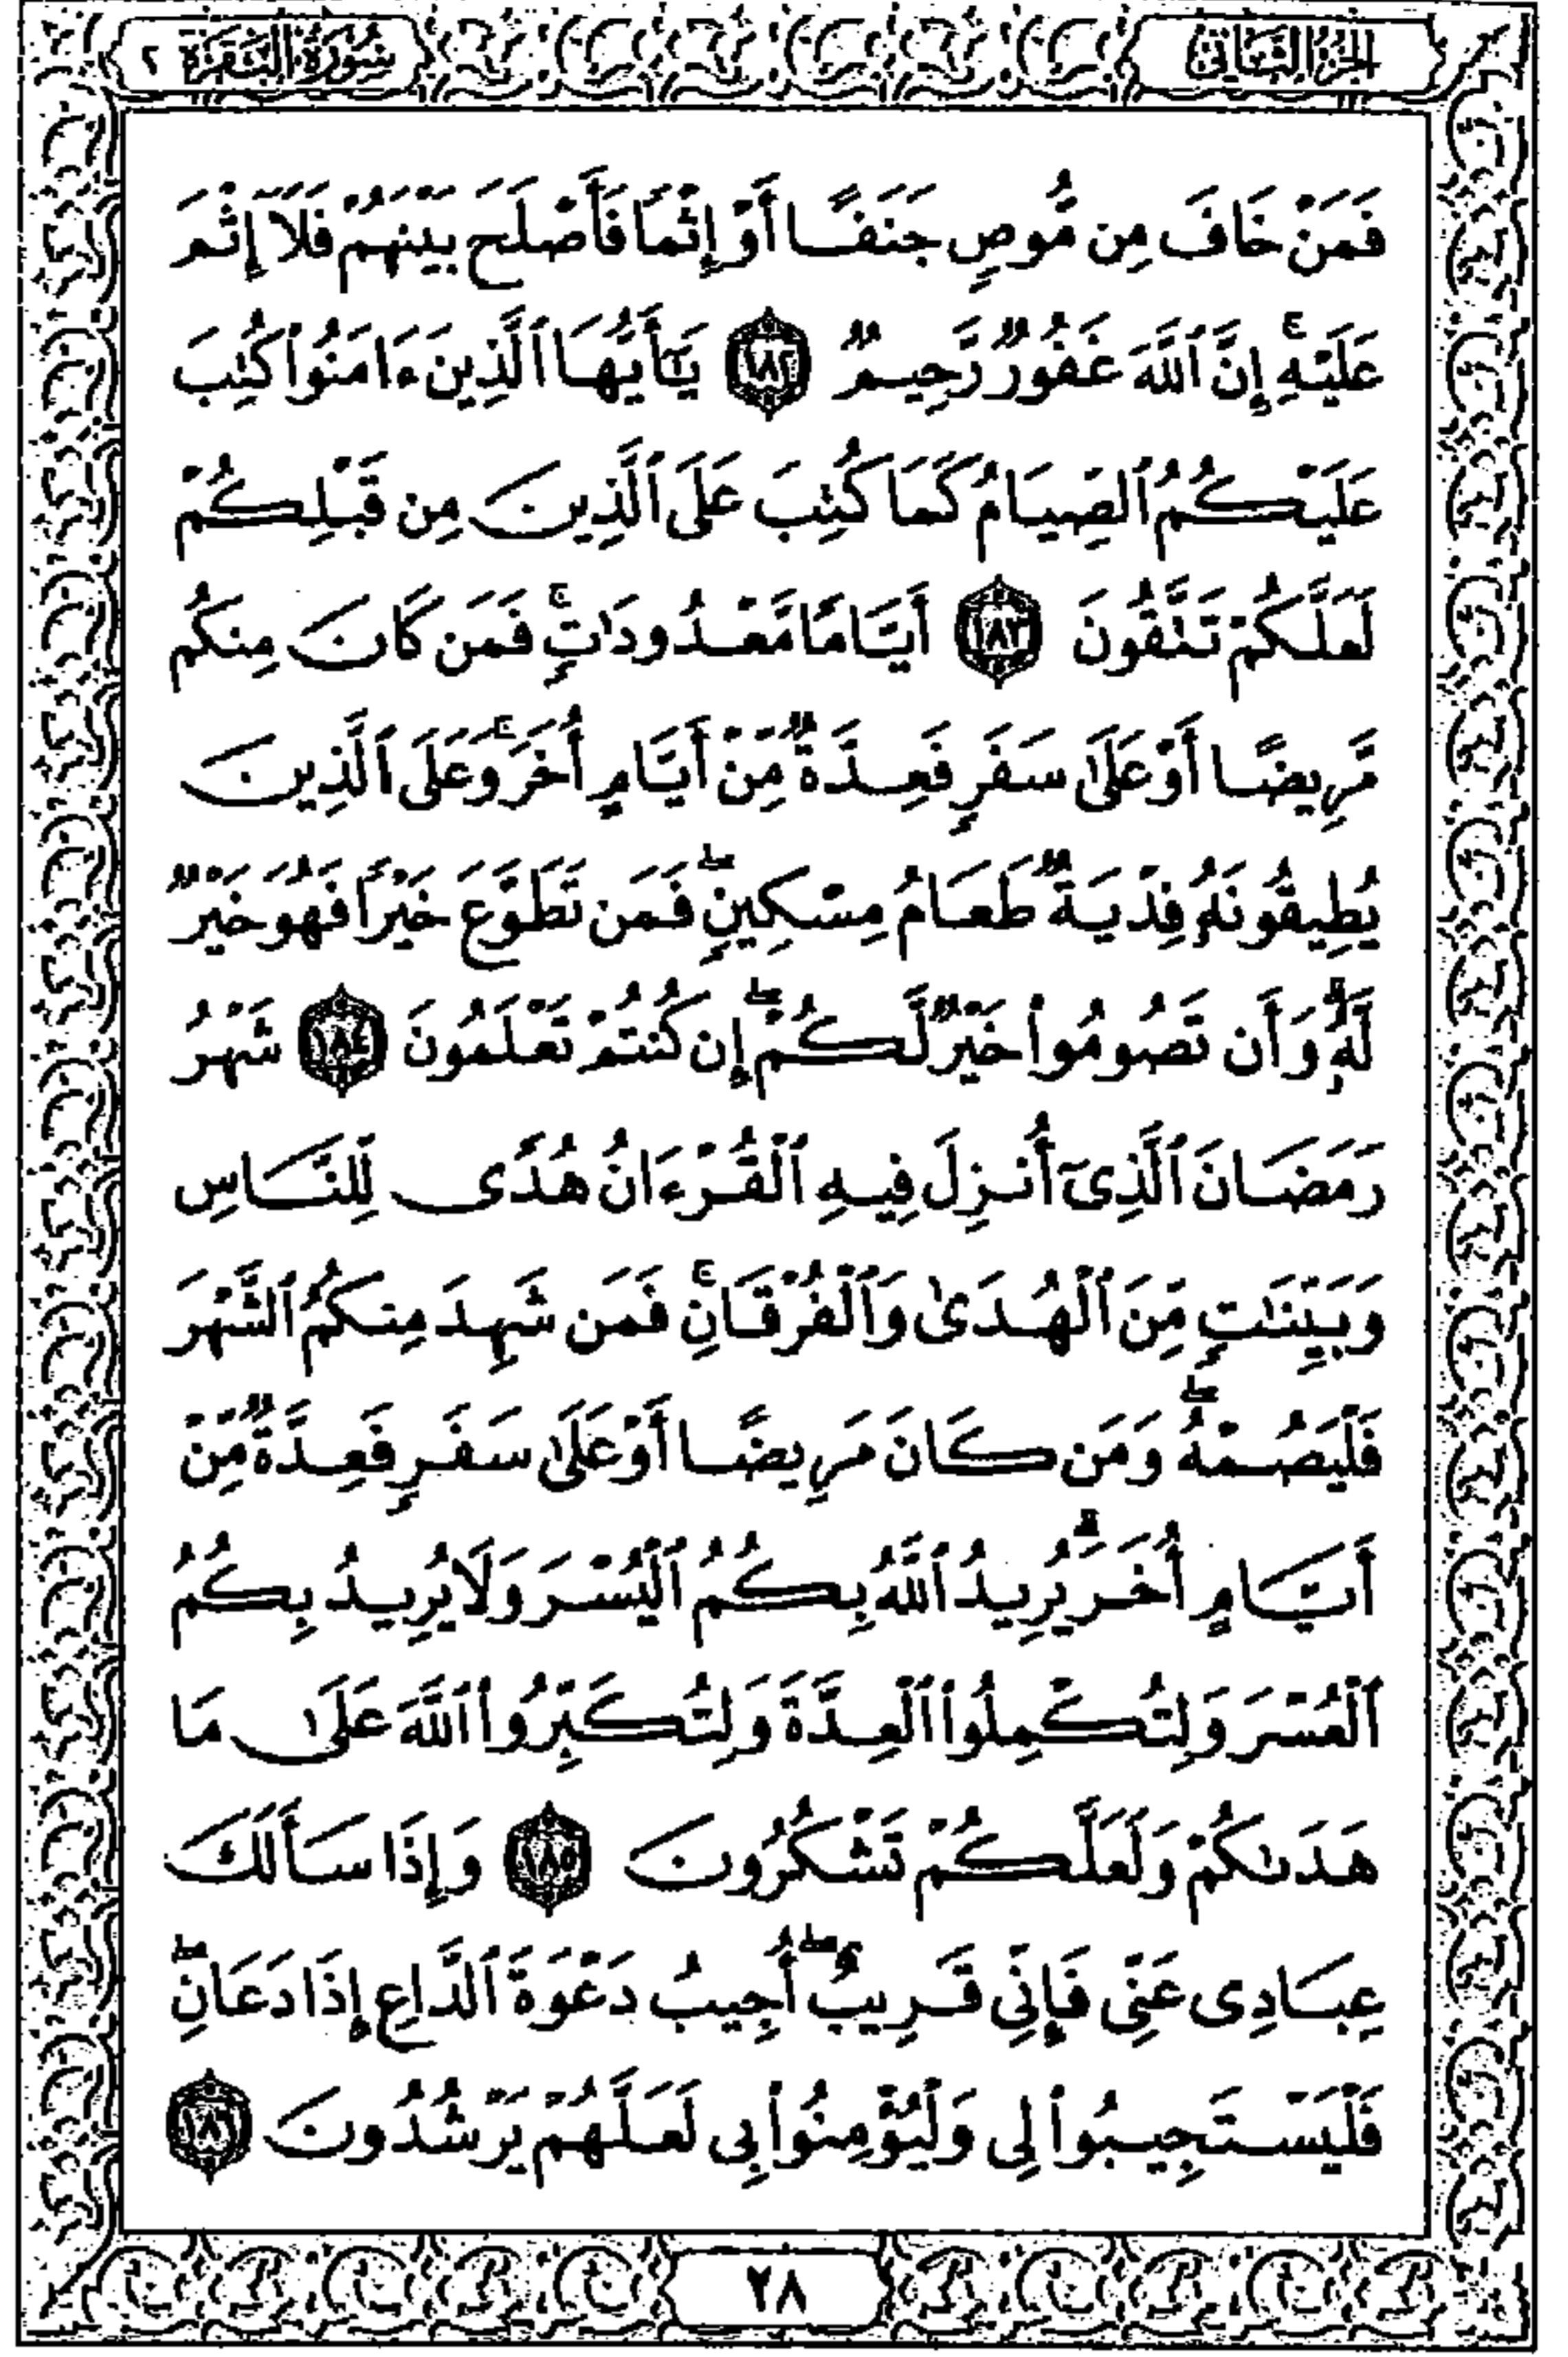 الجزء الثاني
سورة البقرة ٢
فَمَنْ خَافَ مِن مُّوصٍ جَنَفًا أَوْ إِثْمًا فَأَصْلَحَ بَيْنَهُمْ فَلَآ إِثْمَ
عَلَيْهِۚ إِنَّ ٱللَّهَ غَفُورٌ رَّحِيمٌ ١٨٢ يَٰٓأَيُّهَا ٱلَّذِينَ ءَامَنُوا۟ كُتِبَ
عَلَيْكُمُ ٱلصِّيَامُ كَمَا كُتِبَ عَلَى ٱلَّذِينَ مِن قَبْلِكُمْ
لَعَلَّكُمْ تَتَّقُونَ ١٨٣ أَيَّامًا مَّعْدُودَٰتٍۚ فَمَن كَانَ مِنكُم
مَّرِيضًا أَوْ عَلَىٰ سَفَرٍ فَعِدَّةٌ مِّنْ أَيَّامٍ أُخَرَۚ وَعَلَى ٱلَّذِينَ
يُطِيقُونَهُۥ فِدْيَةٌ طَعَامُ مِسْكِينٍۖ فَمَن تَطَوَّعَ خَيْرًا فَهُوَ خَيْرٌ
لَّهُۥۗ وَأَن تَصُومُوا۟ خَيْرٌ لَّكُمْۖ إِن كُنتُمْ تَعْلَمُونَ ١٨٤ شَهْرُ
رَمَضَانَ ٱلَّذِىٓ أُنزِلَ فِيهِ ٱلْقُرْءَانُ هُدًى لِّلنَّاسِ
وَبَيِّنَٰتٍ مِّنَ ٱلْهُدَىٰ وَٱلْفُرْقَانِۚ فَمَن شَهِدَ مِنكُمُ ٱلشَّهْرَ
فَلْيَصُمْهُۖ وَمَن كَانَ مَرِيضًا أَوْ عَلَىٰ سَفَرٍ فَعِدَّةٌ مِّنْ
أَيَّامٍ أُخَرَۗ يُرِيدُ ٱللَّهُ بِكُمُ ٱلْيُسْرَ وَلَا يُرِيدُ بِكُمُ
ٱلْعُسْرَ وَلِتُكْمِلُوا۟ ٱلْعِدَّةَ وَلِتُكَبِّرُوا۟ ٱللَّهَ عَلَىٰ مَا
هَدَىٰكُمْ وَلَعَلَّكُمْ تَشْكُرُونَ ١٨٥ وَإِذَا سَأَلَكَ
عِبَادِى عَنِّى فَإِنِّى قَرِيبٌۖ أُجِيبُ دَعْوَةَ ٱلدَّاعِ إِذَا دَعَانِۖ
فَلْيَسْتَجِيبُوا۟ لِى وَلْيُؤْمِنُوا۟ بِى لَعَلَّهُمْ يَرْشُدُونَ ١٨٦
٢٨